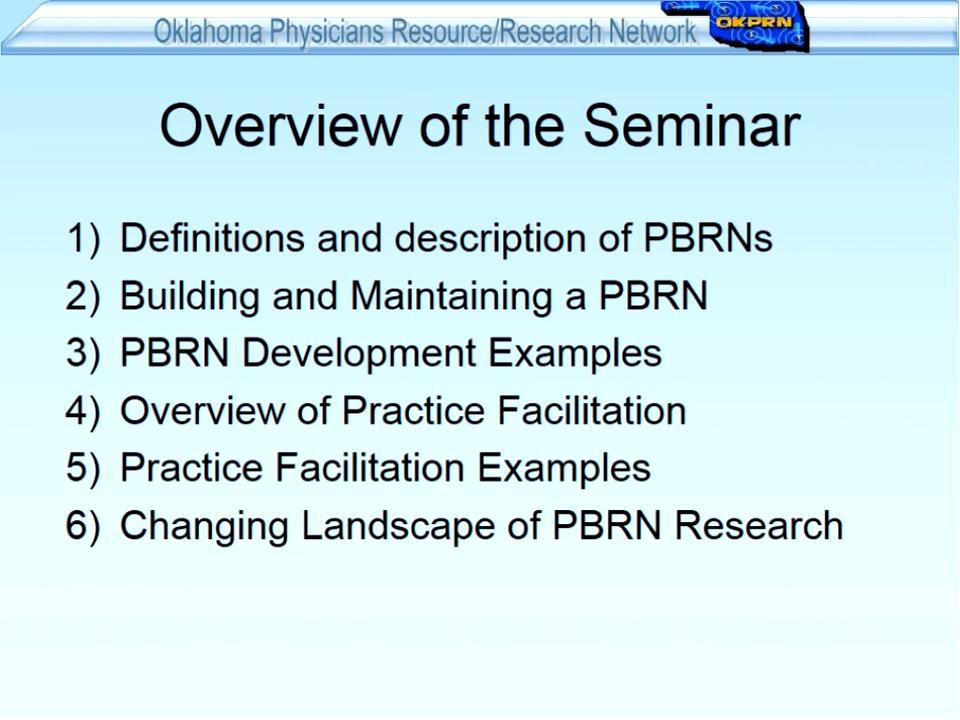 Oklahoma Physicians Resource/Research Network OKPRN
Overview of the Seminar
1) Definitions and description of PBRNs
2) Building and Maintaining a PBRN
3) PBRN Development Examples
4) Overview of Practice Facilitation
5) Practice Facilitation Examples
6) Changing Landscape of PBRN Research